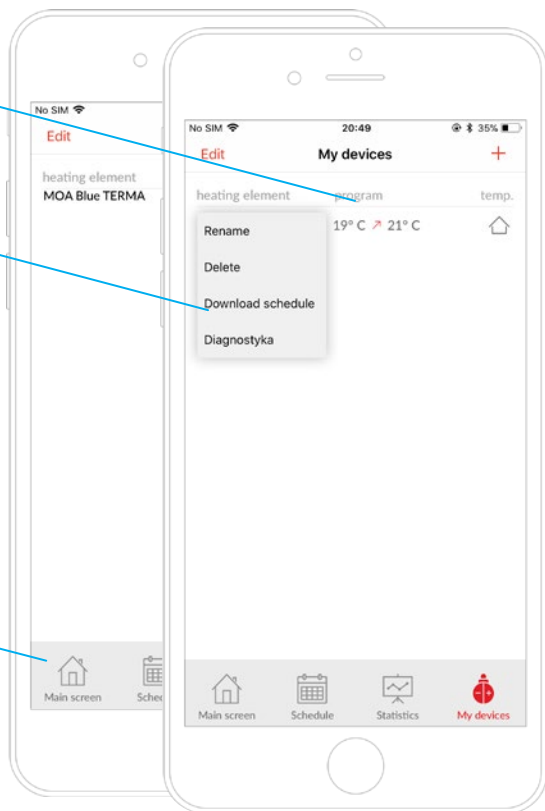 No SIM
Edit
heating element
MOA Blue TERMA
Main screen
No SIM 20:49 35%
Edit My devices +
heating element program temp.
19° C ↗ 21° C
Rename
Delete
Download schedule
Diagnostyka
Main screen Schedule Statistics My devices